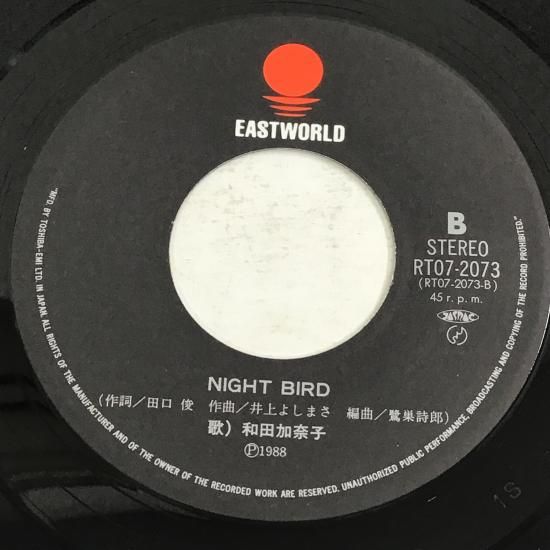 EASTWORLD
B
STEREO
RT07-2073
(RT07-2073-B)
45 r. p. m.
JASRAC
NIGHT BIRD
(作詞/田口 俊 作曲/井上よしまさ 編曲/鷺巣詩郎)
歌) 和田加奈子
Ⓟ1988
"MFD. BY TOSHIBA-EMI LTD. IN JAPAN. ALL RIGHTS OF THE MANUFACTURER AND OF THE OWNER OF THE RECORDED WORK ARE RESERVED. UNAUTHORIZED PUBLIC PERFORMANCE, BROADCASTING AND COPYING OF THE RECORD PROHIBITED."
1S